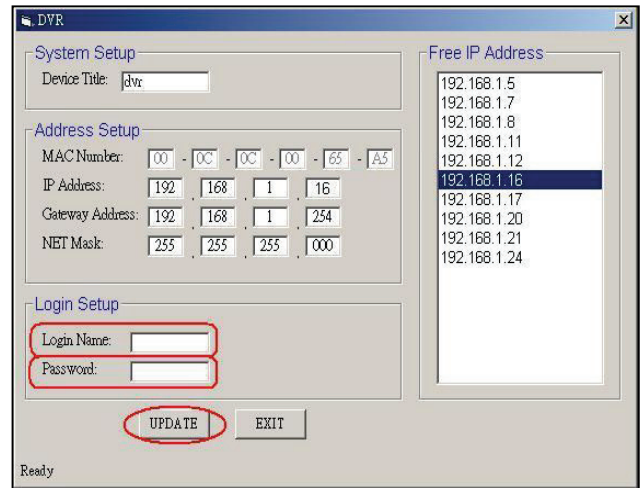 DVR
System Setup
Device Title: dvr
Address Setup
MAC Number: 00 - 0C - 0C - 00 - 65 - A5
IP Address: 192 . 168 . 1 . 16
Gateway Address: 192 . 168 . 1 . 254
NET Mask: 255 . 255 . 255 . 000
Login Setup
Login Name:
Password:
UPDATE EXIT
Ready
Free IP Address
192.168.1.5
192.168.1.7
192.168.1.8
192.168.1.11
192.168.1.12
192.168.1.16
192.168.1.17
192.168.1.20
192.168.1.21
192.168.1.24